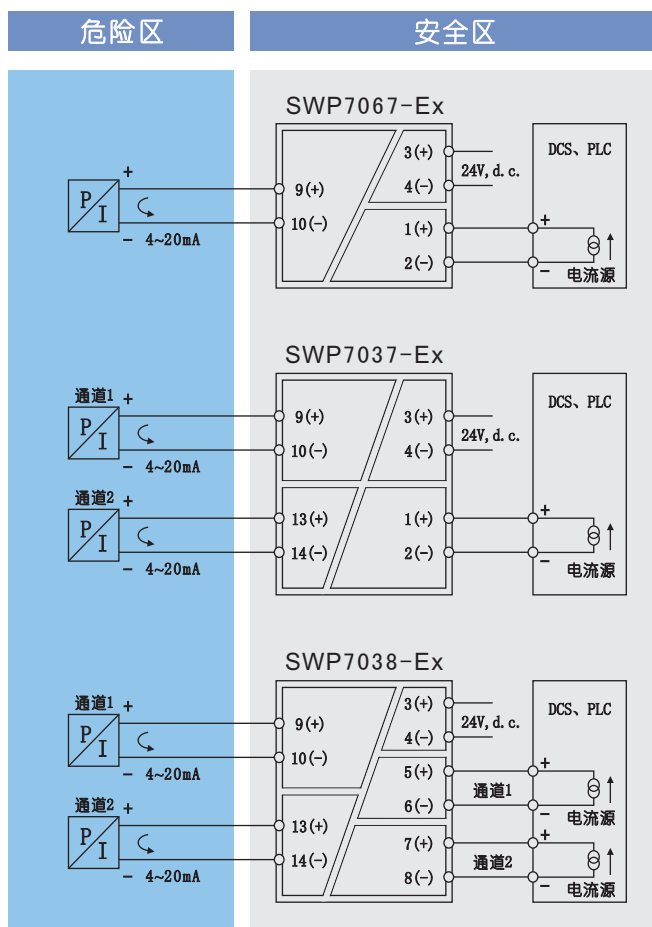 危险区
安全区
SWP7067-Ex
3(+)
DCS、PLC
24V,d.c.
4(-)
+
9(+)
P/I
10(-)
1(+)
+
- 4~20mA
2(-)
-
电流源
SWP7037-Ex
通道1 +
DCS、PLC
9(+)
3(+)
P/I
24V,d.c.
10(-)
4(-)
- 4~20mA
通道2 +
13(+)
1(+)
+
P/I
14(-)
2(-)
-
- 4~20mA
电流源
SWP7038-Ex
通道1 +
3(+)
DCS、PLC
9(+)
24V,d.c.
P/I
4(-)
10(-)
5(+)
+
- 4~20mA
通道1
通道2 +
6(-)
-
电流源
13(+)
7(+)
+
P/I
14(-)
通道2
- 4~20mA
8(-)
-
电流源